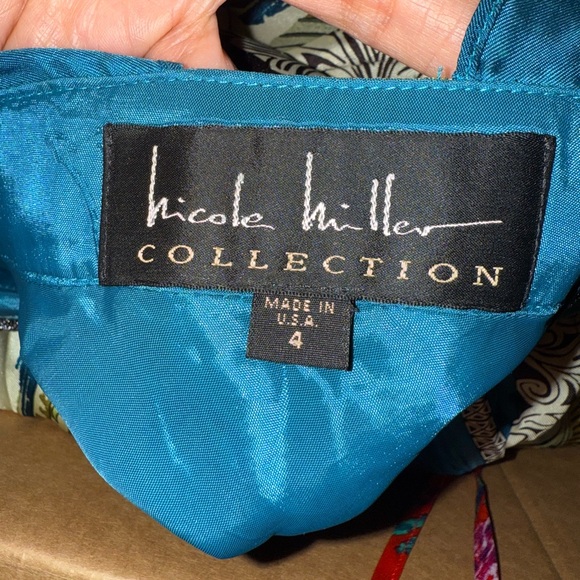 nicole miller
COLLECTION
MADE IN
U.S.A.
4